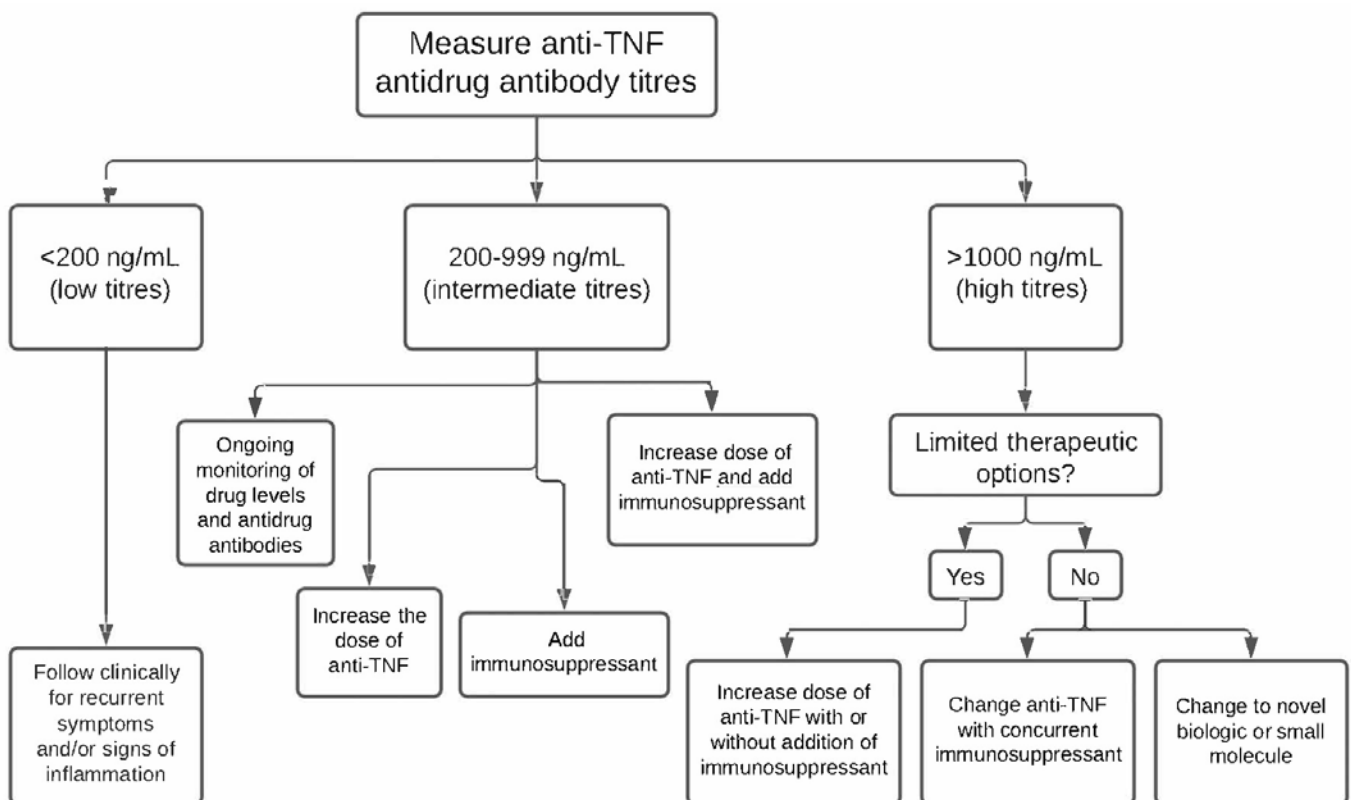 Measure anti-TNF
antidrug antibody titres
<200 ng/mL
(low titres)
200-999 ng/mL
(intermediate titres)
>1000 ng/mL
(high titres)
Ongoing
monitoring of
drug levels
and antidrug
antibodies
Increase dose of
anti-TNF and add
immunosuppressant
Limited therapeutic
options?
Yes
No
Increase the
dose of
anti-TNF
Add
immunosuppressant
Follow clinically
for recurrent
symptoms
and/or signs of
inflammation
Increase dose of
anti-TNF with or
without addition of
immunosuppressant
Change anti-TNF
with concurrent
immunosuppressant
Change to novel
biologic or small
molecule